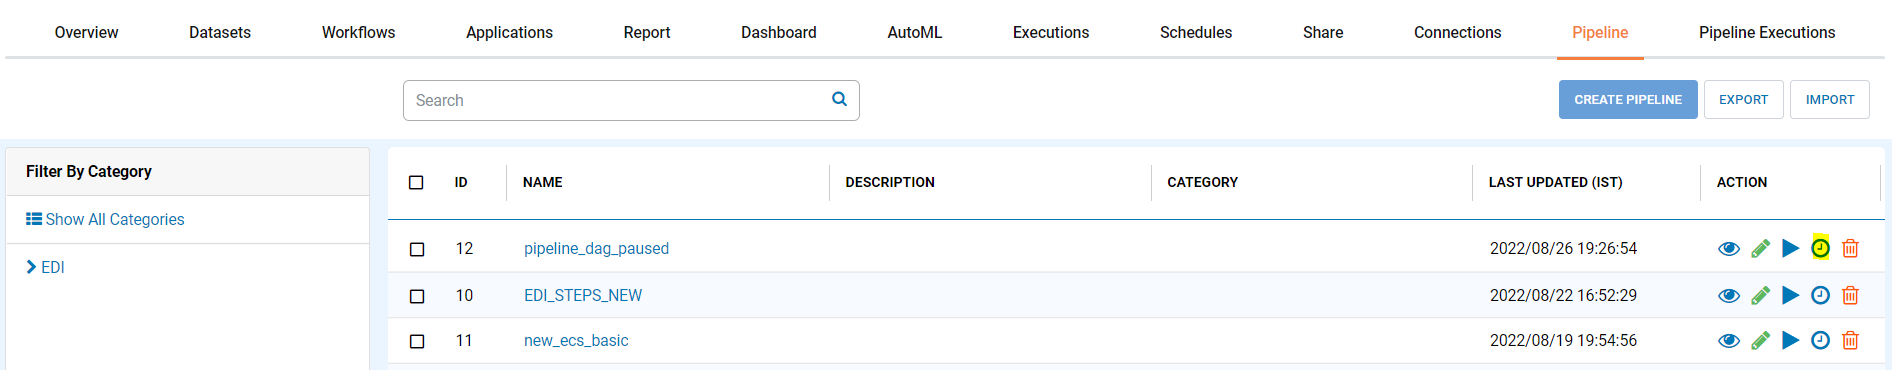 Overview Datasets Workflows Applications Report Dashboard AutoML Executions Schedules Share Connections Pipeline Pipeline Executions
Search CREATE PIPELINE EXPORT IMPORT
Filter By Category
Show All Categories
EDI
ID NAME DESCRIPTION CATEGORY LAST UPDATED (IST) ACTION
12 pipeline_dag_paused 2022/08/26 19:26:54
10 EDI_STEPS_NEW 2022/08/22 16:52:29
11 new_ecs_basic 2022/08/19 19:54:56